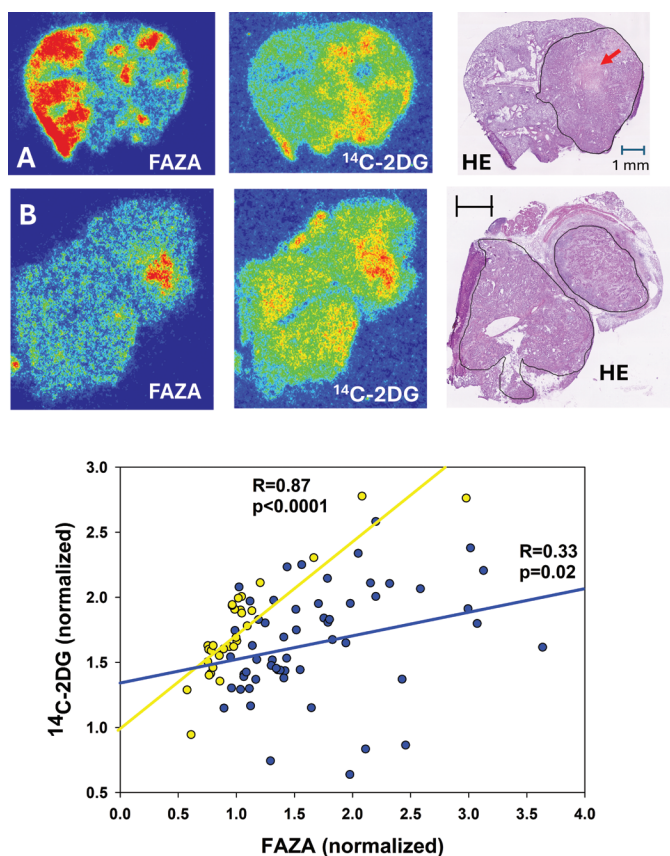 A
FAZA
¹⁴C-2DG
HE
1 mm
B
FAZA
¹⁴C-2DG
HE
3.0
2.5
2.0
1.5
1.0
0.5
¹⁴C-2DG (normalized)
R=0.87
p<0.0001
R=0.33
p=0.02
0.0 0.5 1.0 1.5 2.0 2.5 3.0 3.5 4.0
FAZA (normalized)